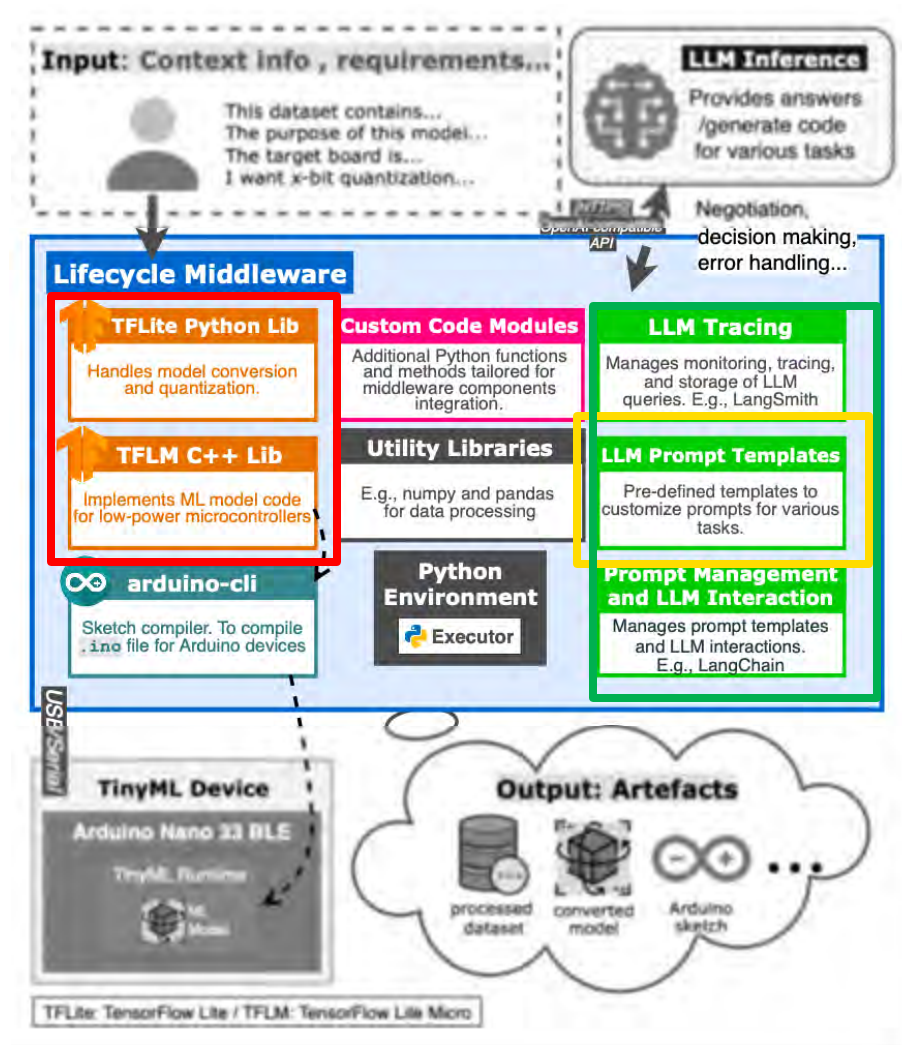 Input: Context info , requirements...
This dataset contains...
The purpose of this model...
The target board is...
I want x-bit quantization...
LLM Inference
Provides answers
/generate code
for various tasks
OpenAI-compatible
API
Negotiation,
decision making,
error handling...
Lifecycle Middleware
TFLite Python Lib
Handles model conversion
and quantization.
Custom Code Modules
Additional Python functions
and methods tailored for
middleware components
integration.
LLM Tracing
Manages monitoring, tracing,
and storage of LLM
queries. E.g., LangSmith
TFLM C++ Lib
Implements ML model code
for low-power microcontrollers
Utility Libraries
E.g., numpy and pandas
for data processing
LLM Prompt Templates
Pre-defined templates to
customize prompts for various
tasks.
arduino-cli
Sketch compiler. To compile
.ino file for Arduino devices
Python
Environment
Executor
Prompt Management
and LLM Interaction
Manages prompt templates
and LLM interactions.
E.g., LangChain
USB/Serial
TinyML Device
Arduino Nano 33 BLE
TinyML Runtime
ML
Model
Output: Artefacts
processed
dataset
converted
model
Arduino
sketch
...
TFLite: TensorFlow Lite / TFLM: TensorFlow Lite Micro